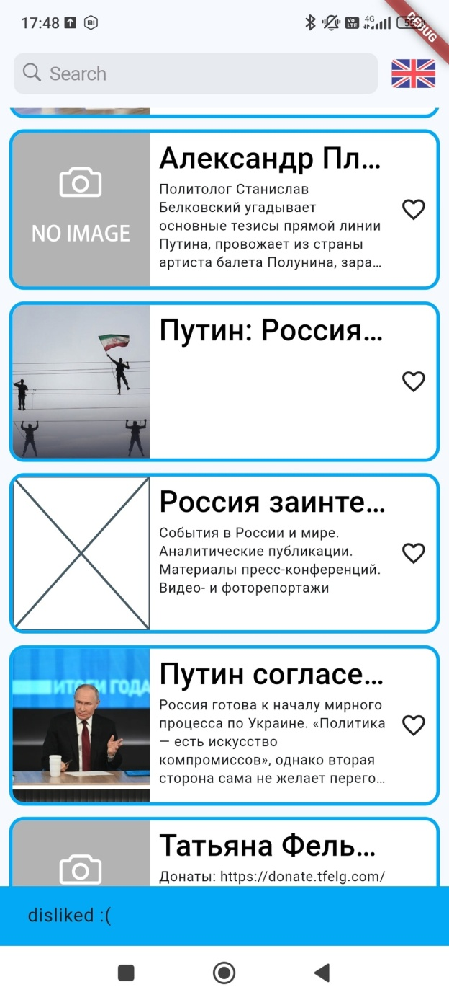 17:48
4G
DEBUG
Search
Александр Пл...
Политолог Станислав
Белковский угадывает
основные тезисы прямой линии
Путина, провожает из страны
артиста балета Полунина, зара...
NO IMAGE
Путин: Россия...
Россия заинте...
События в России и мире.
Аналитические публикации.
Материалы пресс-конференций.
Видео- и фоторепортажи
ИТОГИ ГОДА
Путин согласе...
Россия готова к началу мирного
процесса по Украине. «Политика
— есть искусство
компромиссов», однако вторая
сторона сама не желает перего...
Татьяна Фель...
Донаты: https://donate.tfelg.com/
disliked :(